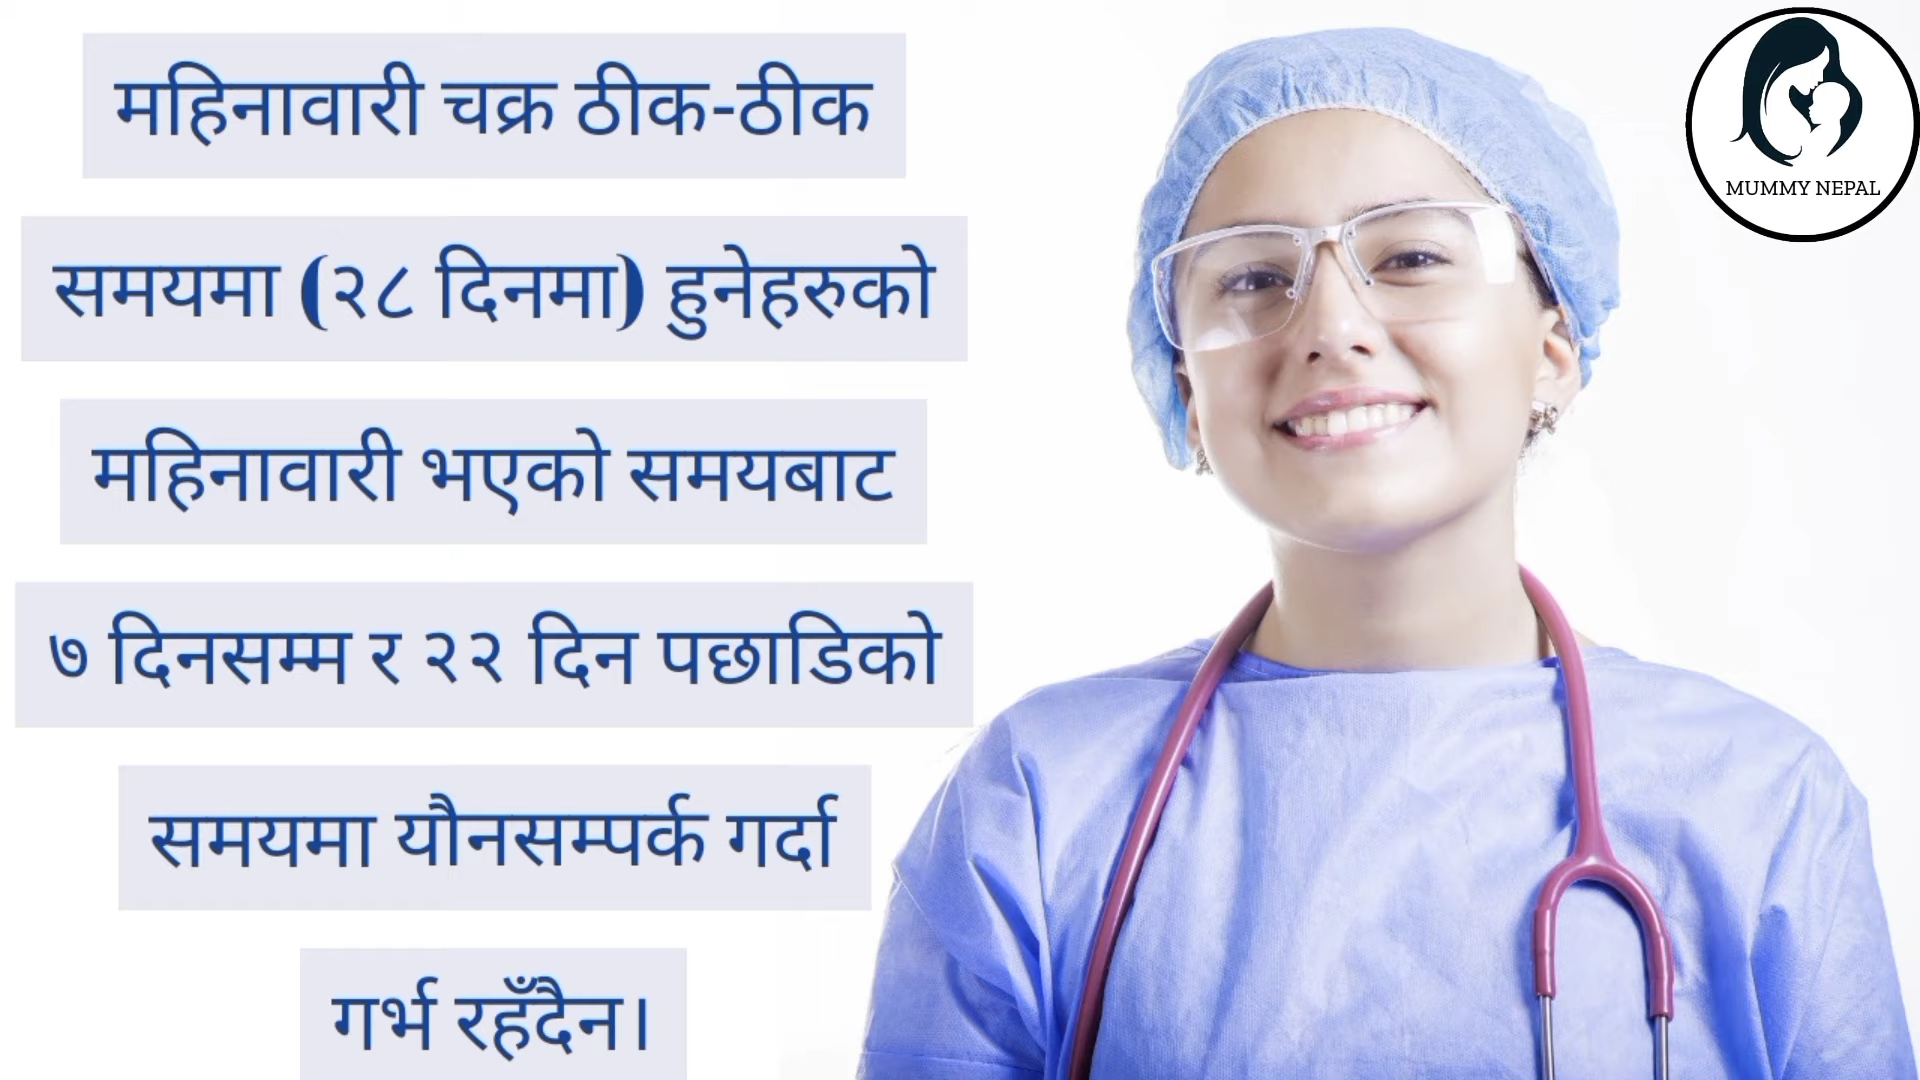 महिनावारी चक्र ठीक-ठीक
समयमा (२८ दिनमा) हुनेहरुको
महिनावारी भएको समयबाट
७ दिनसम्म र २२ दिन पछाडिको
समयमा यौनसम्पर्क गर्दा
गर्भ रहँदैन।
MUMMY NEPAL